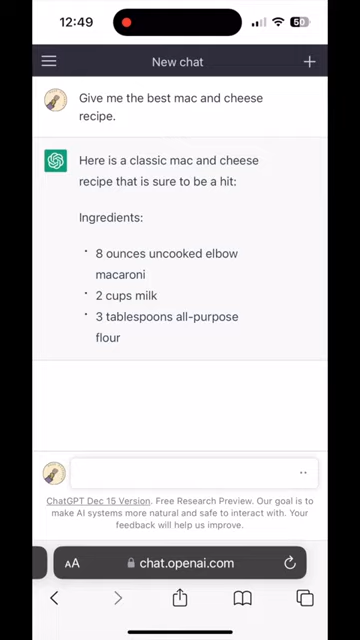 12:49
50
New chat
Give me the best mac and cheese
recipe.
Here is a classic mac and cheese
recipe that is sure to be a hit:
Ingredients:
8 ounces uncooked elbow
macaroni
2 cups milk
3 tablespoons all-purpose
flour
ChatGPT Dec 15 Version. Free Research Preview. Our goal is to
make AI systems more natural and safe to interact with. Your
feedback will help us improve.
AA
chat.openai.com